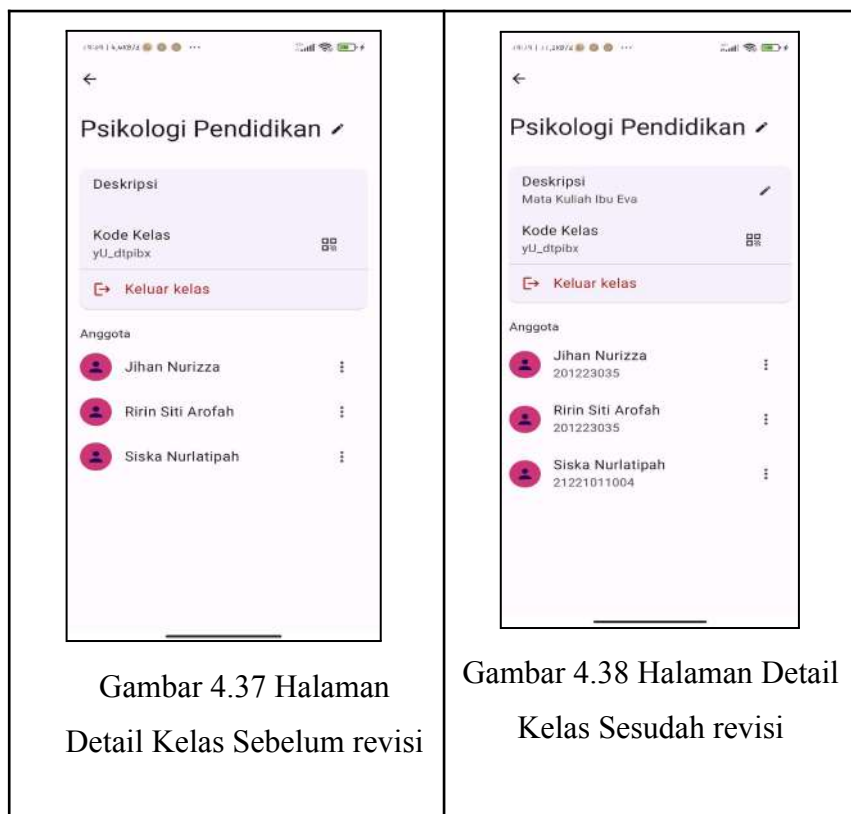 Psikologi Pendidikan
Deskripsi
Kode Kelas
yU_dtpibx
Keluar kelas
Anggota
Jihan Nurizza
Ririn Siti Arofah
Siska Nurlatipah
Gambar 4.37 Halaman
Detail Kelas Sebelum revisi
Psikologi Pendidikan
Deskripsi
Mata Kuliah Ibu Eva
Kode Kelas
yU_dtpibx
Keluar kelas
Anggota
Jihan Nurizza
201223035
Ririn Siti Arofah
201223035
Siska Nurlatipah
21221011004
Gambar 4.38 Halaman Detail
Kelas Sesudah revisi